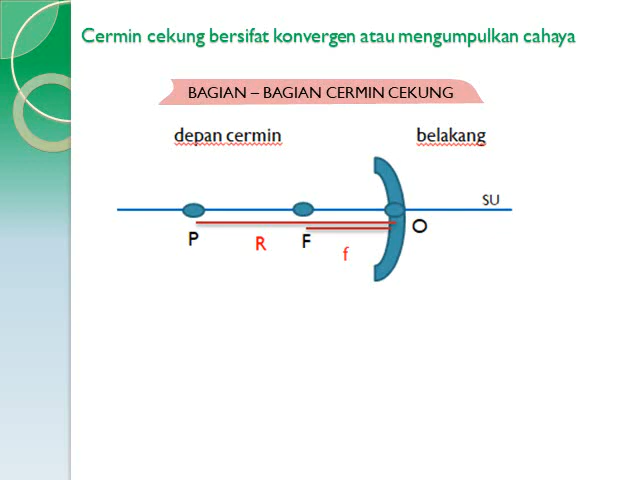 Cermin cekung bersifat konvergen atau mengumpulkan cahaya
BAGIAN – BAGIAN CERMIN CEKUNG
depan cermin
belakang
SU
P
R
F
f
O